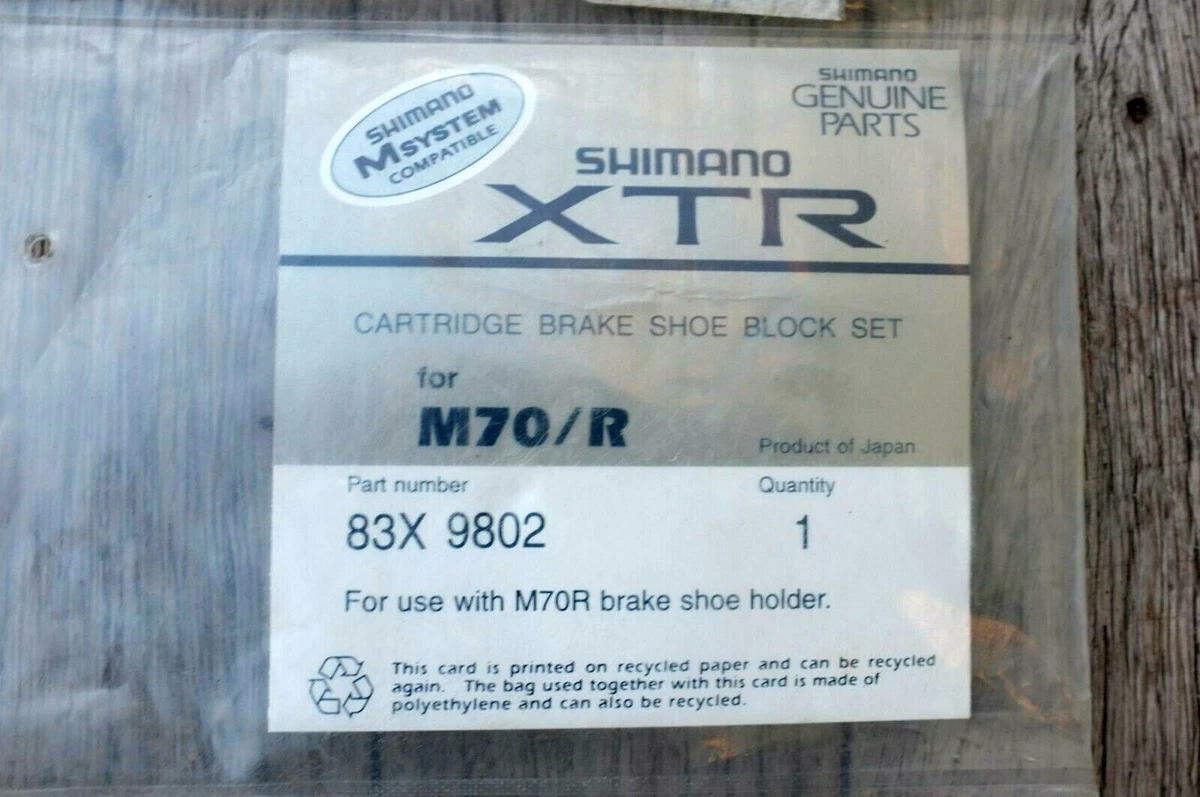 SHIMANO
M SYSTEM
COMPATIBLE
SHIMANO
GENUINE
PARTS
SHIMANO
XTR
CARTRIDGE BRAKE SHOE BLOCK SET
for
M70/R
Product of Japan
Part number
Quantity
83X 9802
1
For use with M70R brake shoe holder.
This card is printed on recycled paper and can be recycled
again. The bag used together with this card is made of
polyethylene and can also be recycled.